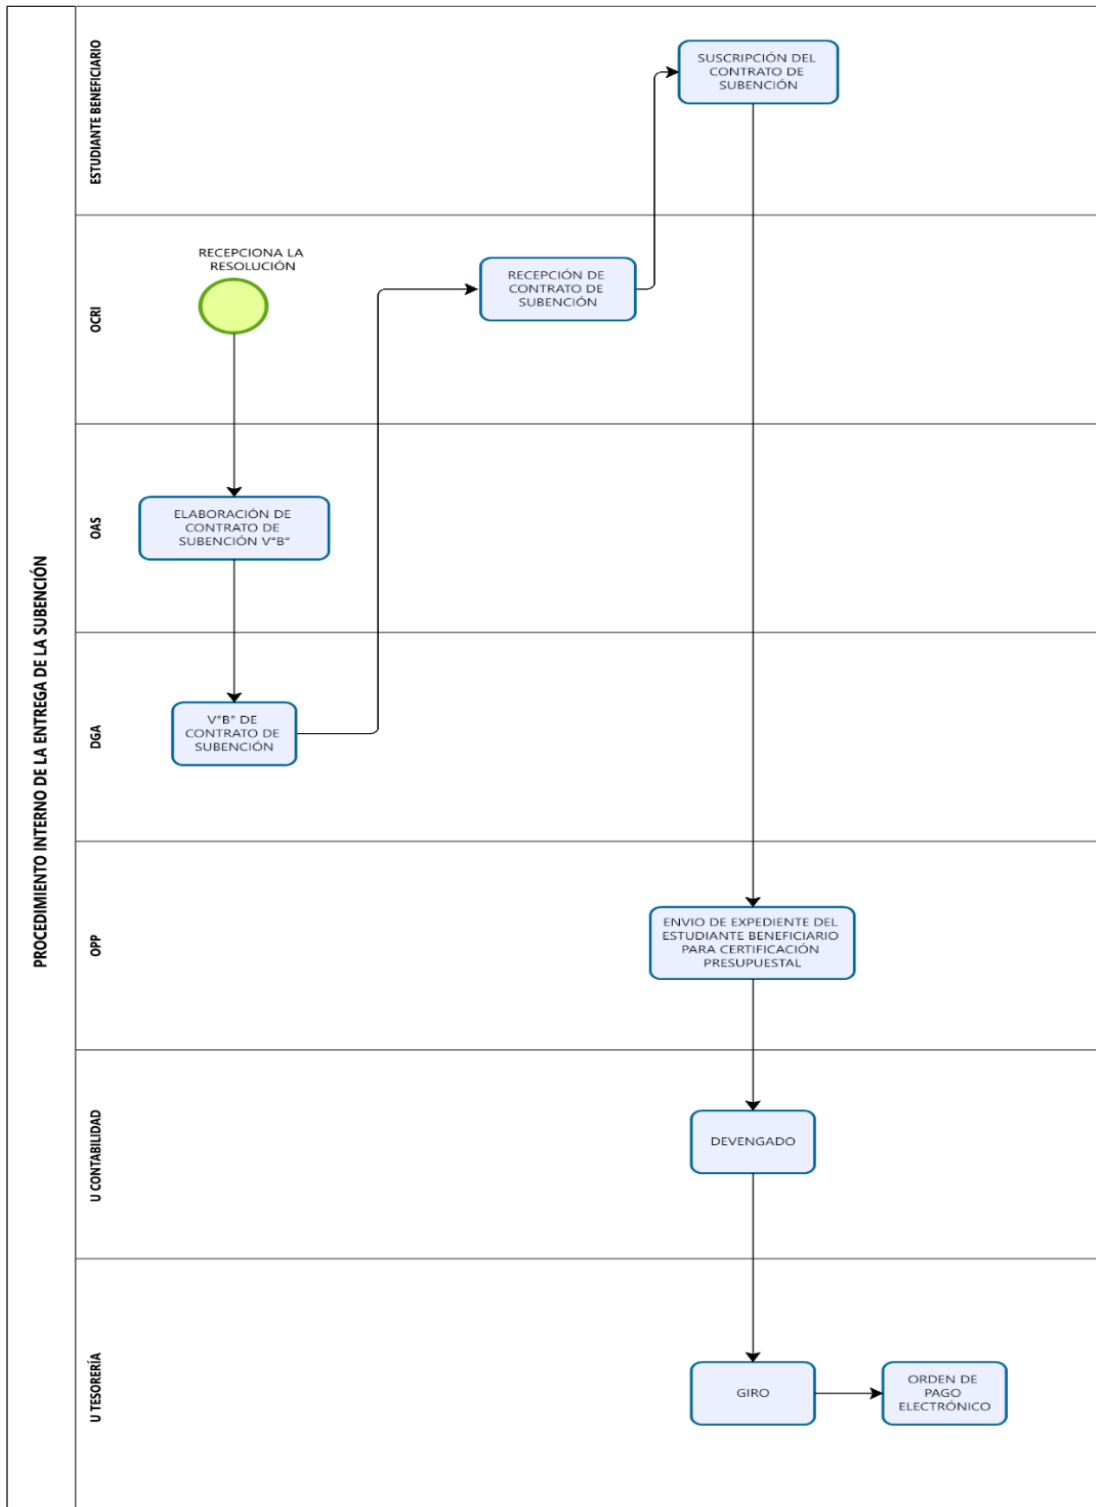 PROCEDIMIENTO INTERNO DE LA ENTREGA DE LA SUBENCIÓN
ESTUDIANTE BENEFICIARIO
SUSCRIPCIÓN DEL
CONTRATO DE
SUBENCIÓN
OCRI
RECEPCIONA LA
RESOLUCIÓN
RECEPCIÓN DE
CONTRATO DE
SUBENCIÓN
OAS
ELABORACIÓN DE
CONTRATO DE
SUBENCIÓN V°B°
DGA
V°B° DE
CONTRATO DE
SUBENCIÓN
OPP
ENVIO DE EXPEDIENTE DEL
ESTUDIANTE BENEFICIARIO
PARA CERTIFICACIÓN
PRESUPUESTAL
U CONTABILIDAD
DEVENGADO
U TESORERÍA
GIRO
ORDEN DE
PAGO
ELECTRÓNICO